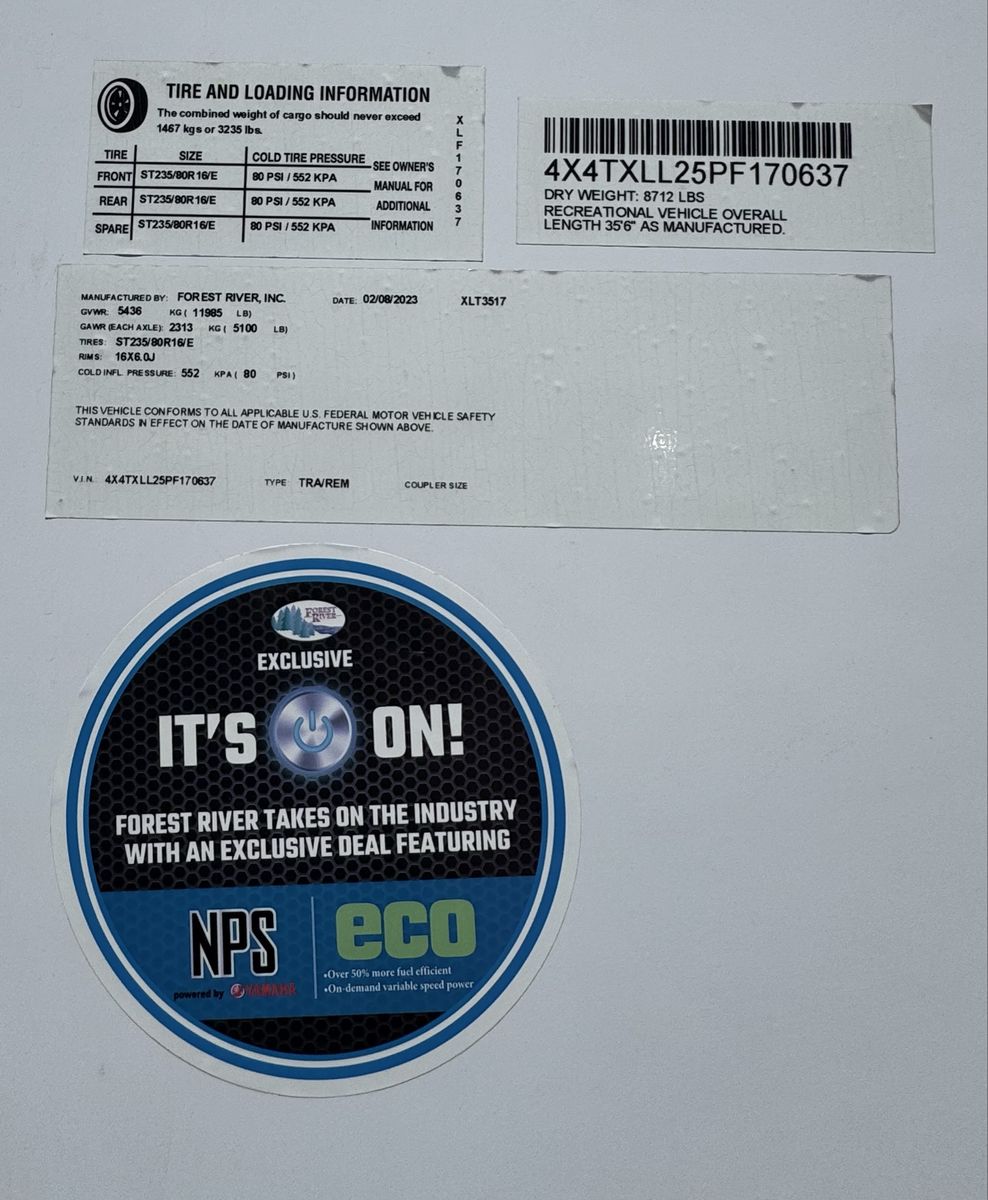 TIRE AND LOADING INFORMATION
The combined weight of cargo should never exceed
1467 kgs or 3235 lbs.
TIRE SIZE COLD TIRE PRESSURE
FRONT ST235/80R16/E 80 PSI / 552 KPA
REAR ST235/80R16/E 80 PSI / 552 KPA
SPARE ST235/80R16/E 80 PSI / 552 KPA
SEE OWNER'S
MANUAL FOR
ADDITIONAL
INFORMATION
XLF170637
4X4TXLL25PF170637
DRY WEIGHT: 8712 LBS
RECREATIONAL VEHICLE OVERALL
LENGTH 35'6" AS MANUFACTURED.
MANUFACTURED BY: FOREST RIVER, INC. DATE: 02/08/2023 XLT3517
GVWR: 5436 KG ( 11985 LB)
GAWR (EACH AXLE): 2313 KG ( 5100 LB)
TIRES: ST235/80R16/E
RIMS: 16X6.0J
COLD INFL. PRESSURE: 552 KPA ( 80 PSI )
THIS VEHICLE CONFORMS TO ALL APPLICABLE U.S. FEDERAL MOTOR VEHICLE SAFETY
STANDARDS IN EFFECT ON THE DATE OF MANUFACTURE SHOWN ABOVE.
V.I.N. 4X4TXLL25PF170637 TYPE TRA/REM COUPLER SIZE
FOREST
RIVER
EXCLUSIVE
IT'S ON!
FOREST RIVER TAKES ON THE INDUSTRY
WITH AN EXCLUSIVE DEAL FEATURING
NPS
powered by YAMAHA
eco
•Over 50% more fuel efficient
•On-demand variable speed power